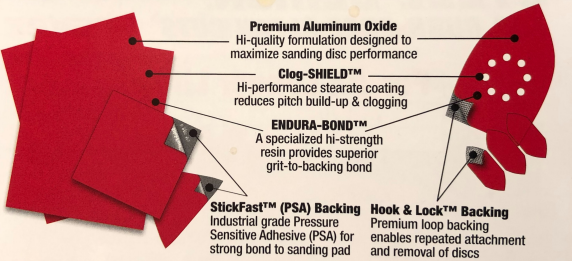 Premium Aluminum Oxide
Hi-quality formulation designed to
maximize sanding disc performance
Clog-SHIELD™
Hi-performance stearate coating
reduces pitch build-up & clogging
ENDURA-BOND™
A specialized hi-strength
resin provides superior
grit-to-backing bond
StickFast™ (PSA) Backing
Industrial grade Pressure
Sensitive Adhesive (PSA) for
strong bond to sanding pad
Hook & Lock™ Backing
Premium loop backing
enables repeated attachment
and removal of discs